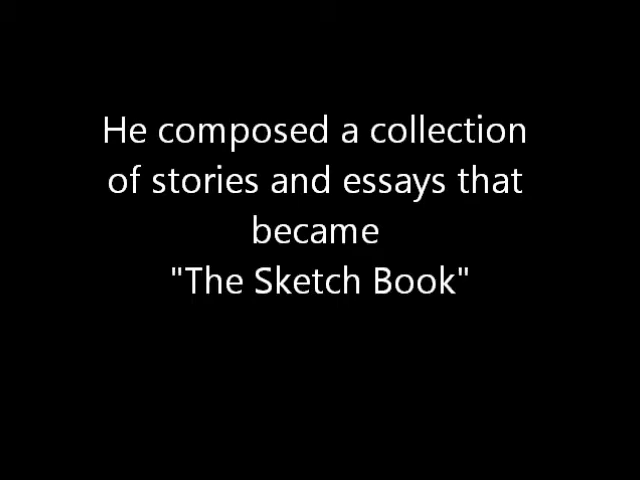 He composed a collection
of stories and essays that
became
"The Sketch Book"